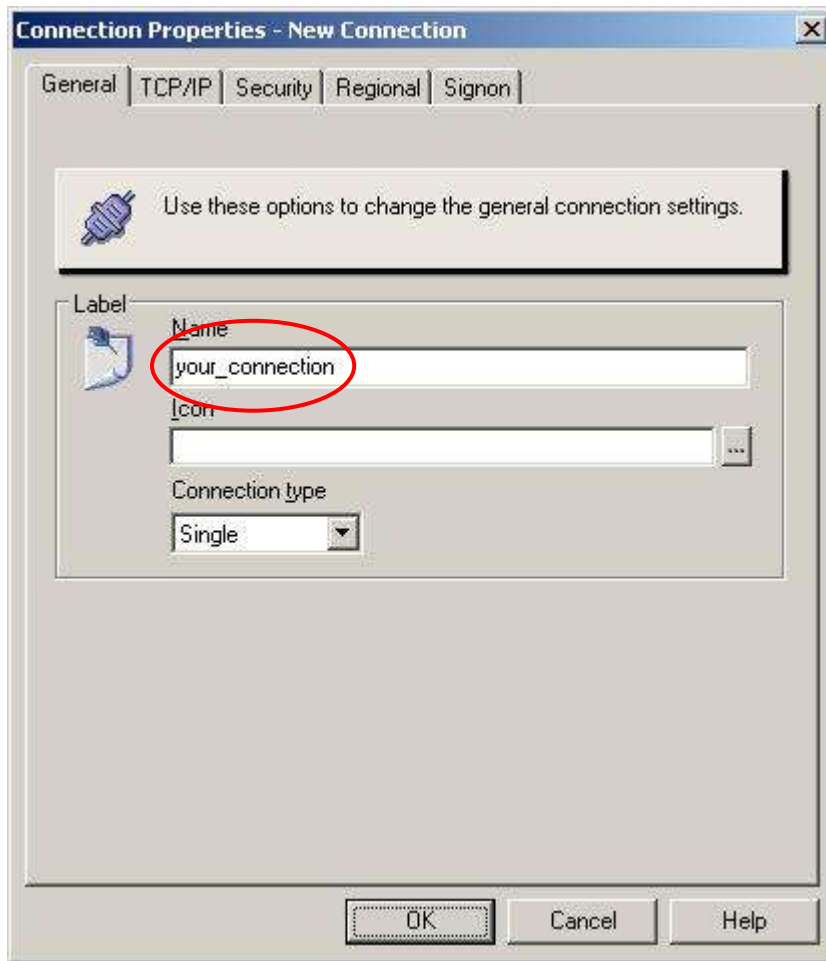 Connection Properties - New Connection
General TCP/IP Security Regional Signon
Use these options to change the general connection settings.
Label
Name
your_connection
Icon
...
Connection type
Single
OK Cancel Help